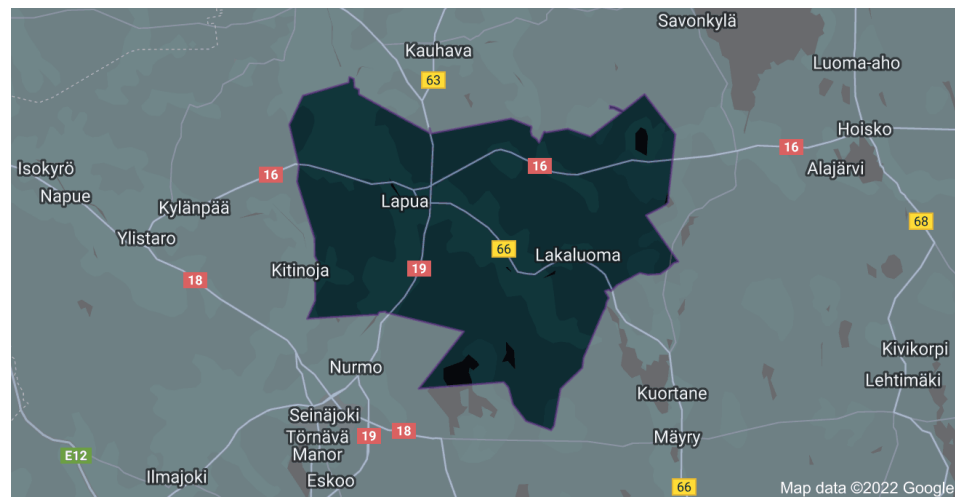 Savonkylä
Kauhava
63
Luoma-aho
Hoisko
16
16
Isokyrö
16
Alajärvi
Napue
Kylänpää
Lapua
68
Ylistaro
66
Lakaluoma
Kitinoja
19
18
Kivikorpi
Nurmo
Lehtimäki
Kuortane
Seinäjoki
18
Törnävä
Manor
19
Mäyry
E12
Ilmajoki
Eskoo
66
Map data ©2022 Google